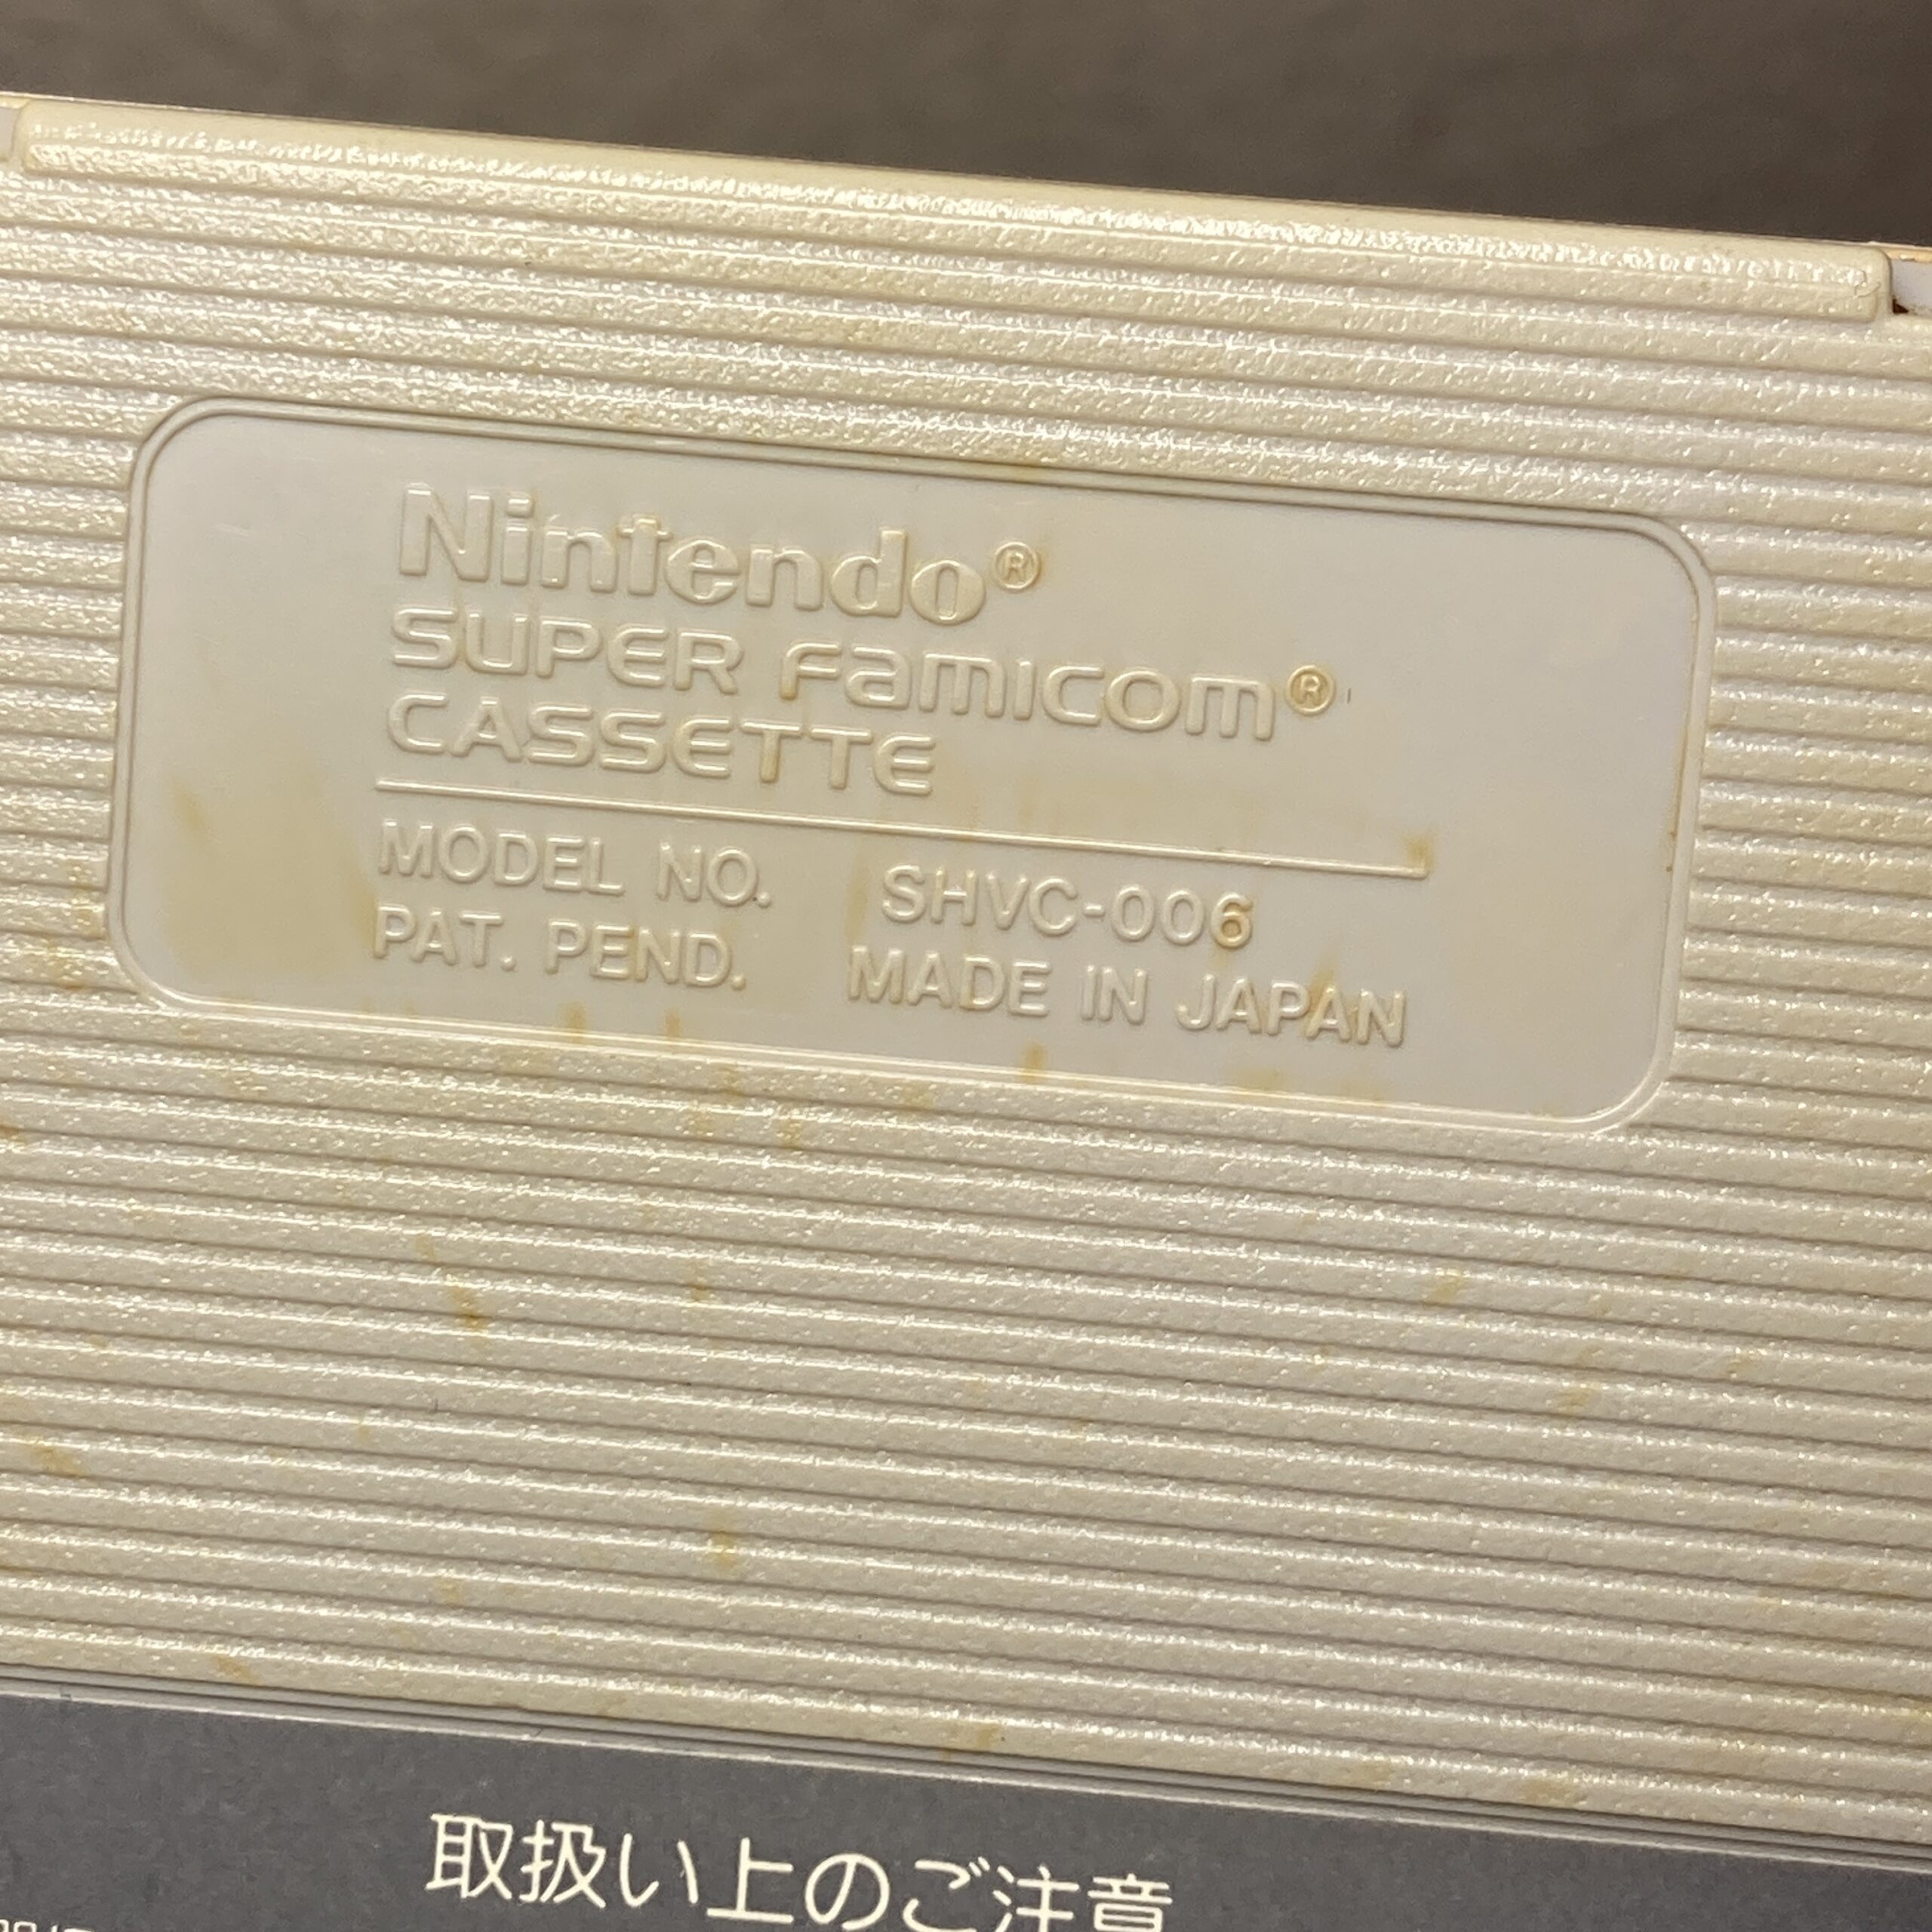 Nintendo®
SUPER FAMICOM®
CASSETTE
MODEL NO. SHVC-006
PAT. PEND. MADE IN JAPAN
取扱い上のご注意